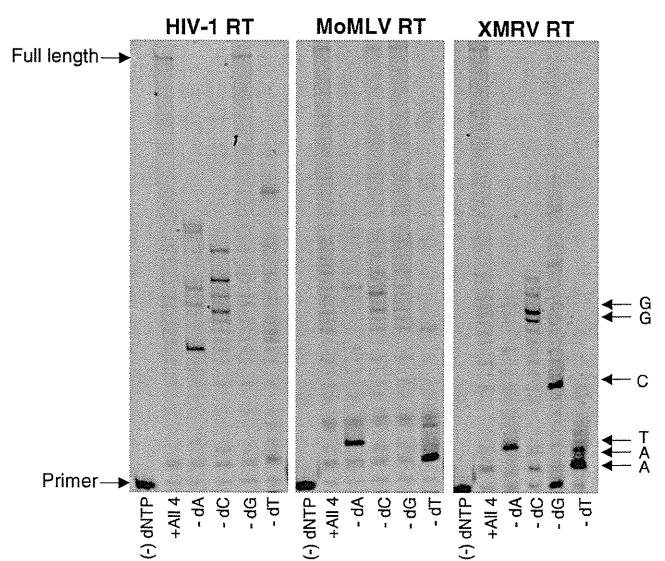 HIV-1 RT MoMLV RT XMRV RT
Full length
G
G
C
T
A
A
Primer
(-) dNTP +All 4 - dA - dC - dG - dT (-) dNTP +All 4 - dA - dC - dG - dT (-) dNTP +All 4 - dA - dC - dG - dT